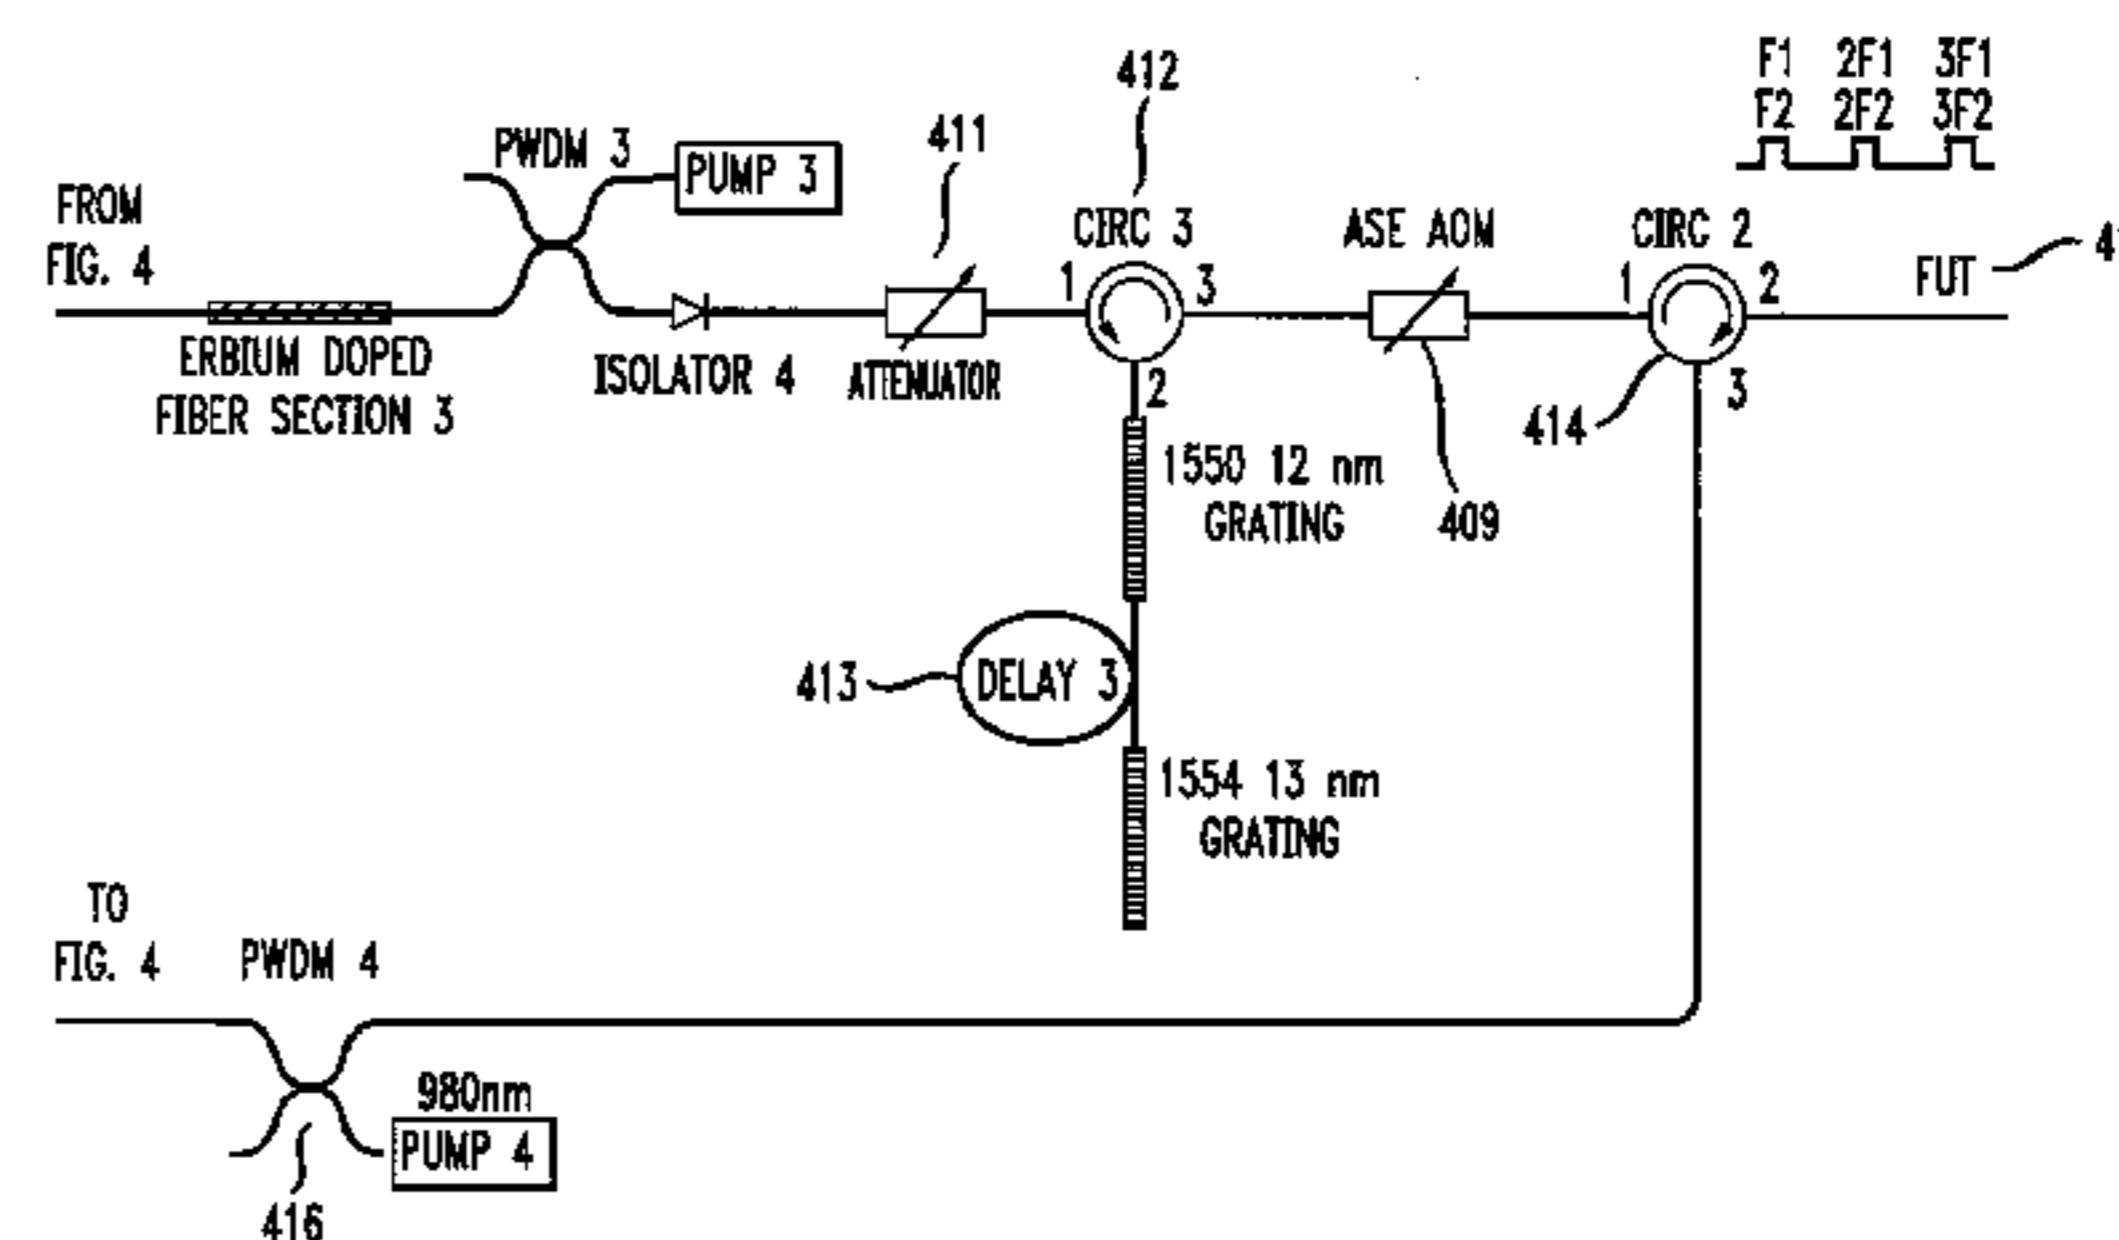 F1 2F1 3F1
F2 2F2 3F2
412
411
PWDM 3
PUMP 3
FROM
FIG. 4
CIRC 3
ASE AOM
CIRC 2
FUT
1
3
1
2
ERBIUM DOPED
FIBER SECTION 3
ISOLATOR 4
ATTENUATOR
2
3
414
1550 12 nm
GRATING
409
413
DELAY 3
1554 13 nm
GRATING
TO
FIG. 4
PWDM 4
980nm
PUMP 4
416